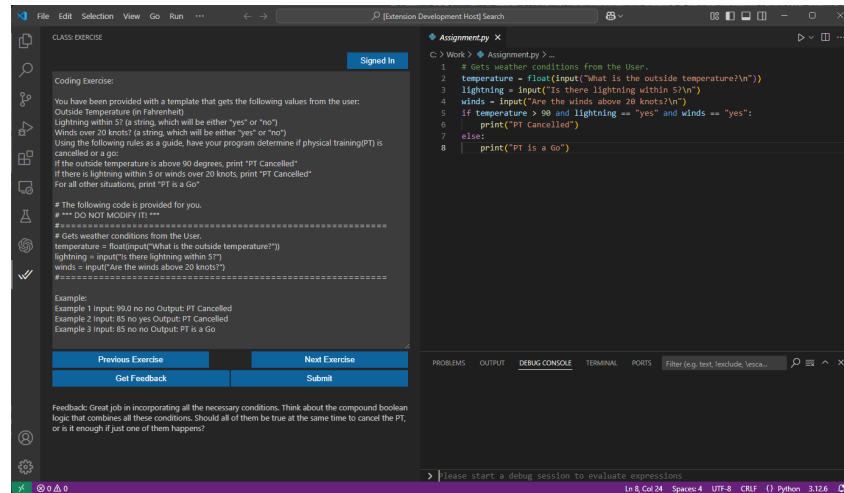 File Edit Selection View Go Run ... [Extension Development Host] Search
CLASS: EXERCISE
Signed In
Coding Exercise:
You have been provided with a template that gets the following values from the user:
Outside Temperature (in Fahrenheit)
Lightning within 5? (a string, which will be either "yes" or "no")
Winds over 20 knots? (a string, which will be either "yes" or "no")
Using the following rules as a guide, have your program determine if physical training(PT) is
cancelled or a go:
If the outside temperature is above 90 degrees, print "PT Cancelled"
If there is lightning within 5 or winds over 20 knots, print "PT Cancelled"
For all other situations, print "PT is a Go"
# The following code is provided for you.
# *** DO NOT MODIFY IT! ***
#===========================================================
# Gets weather conditions from the User.
temperature = float(input("What is the outside temperature?"))
lightning = input("Is there lightning within 5?")
winds = input("Are the winds above 20 knots?")
#===========================================================
Example:
Example 1 Input: 99.0 no no Output: PT Cancelled
Example 2 Input: 85 no yes Output: PT Cancelled
Example 3 Input: 85 no no Output: PT is a Go
Previous Exercise Next Exercise
Get Feedback Submit
Feedback: Great job in incorporating all the necessary conditions. Think about the compound boolean
logic that combines all these conditions. Should all of them be true at the same time to cancel the PT,
or is it enough if just one of them happens?
Assignment.py
C: > Work > Assignment.py > ...
1 # Gets weather conditions from the User.
2 temperature = float(input("What is the outside temperature?\n"))
3 lightning = input("Is there lightning within 5?\n")
4 winds = input("Are the winds above 20 knots?\n")
5 if temperature > 90 and lightning == "yes" and winds == "yes":
6 print("PT Cancelled")
7 else:
8 print("PT is a Go")
PROBLEMS OUTPUT DEBUG CONSOLE TERMINAL PORTS Filter (e.g. text, !exclude, \esca...
Please start a debug session to evaluate expressions
0 0 Ln 8, Col 24 Spaces: 4 UTF-8 CRLF {} Python 3.12.6